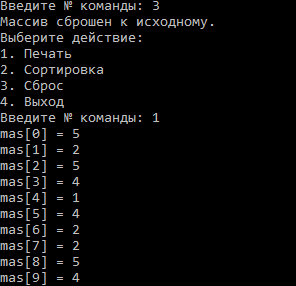 Введите № команды: 3
Массив сброшен к исходному.
Выберите действие:
1. Печать
2. Сортировка
3. Сброс
4. Выход
Введите № команды: 1
mas[0] = 5
mas[1] = 2
mas[2] = 5
mas[3] = 4
mas[4] = 1
mas[5] = 4
mas[6] = 2
mas[7] = 2
mas[8] = 5
mas[9] = 4